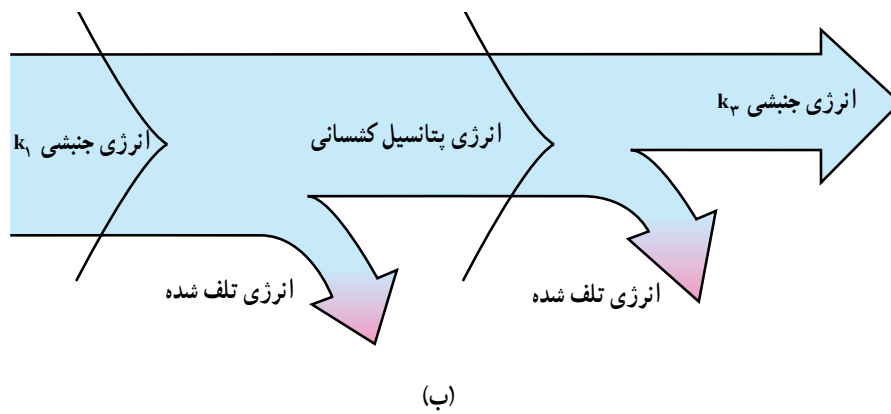 انرژی جنبشی k۱
انرژی پتانسیل کشسانی
انرژی جنبشی k۳
انرژی تلف شده
انرژی تلف شده
(ب)